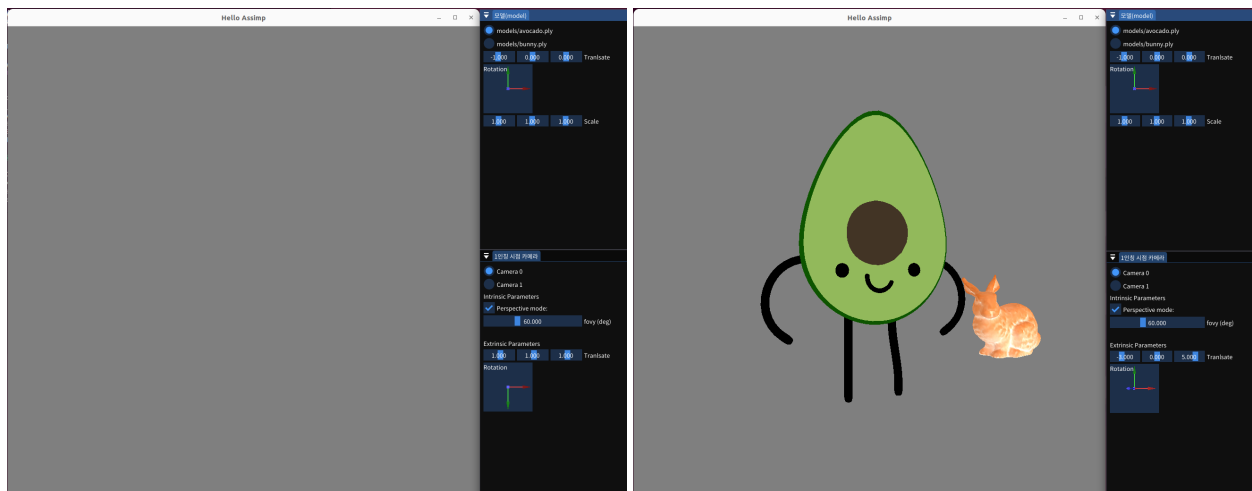 Hello Assimp
모델(model)
models/avocado.ply
models/bunny.ply
-1.000 0.000 0.000 Tranlsate
Rotation
1.000 1.000 1.000 Scale
1인칭 시점 카메라
Camera 0
Camera 1
Intrinsic Parameters
Perspective mode:
60.000 fovy (deg)
Extrinsic Parameters
1.000 1.000 1.000 Tranlsate
Rotation
Hello Assimp
모델(model)
models/avocado.ply
models/bunny.ply
-1.000 0.000 0.000 Tranlsate
Rotation
1.000 1.000 1.000 Scale
1인칭 시점 카메라
Camera 0
Camera 1
Intrinsic Parameters
Perspective mode:
60.000 fovy (deg)
Extrinsic Parameters
0.000 5.000 Tranlsate
Rotation